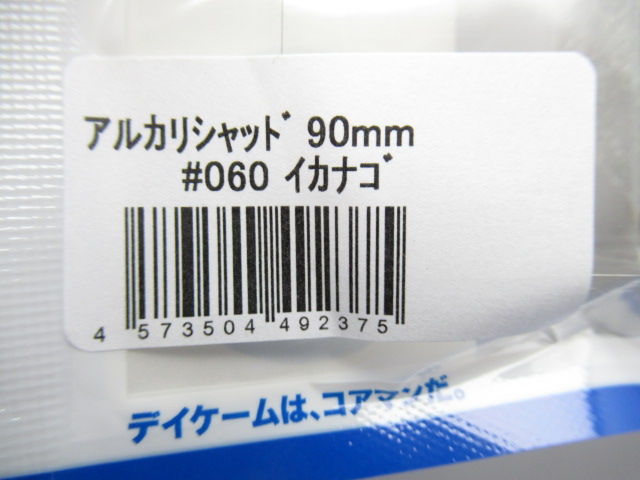 アルカリシャッド 90mm
#060 イカナゴ
4 573504 492375
デイゲームは、コアマンだ。